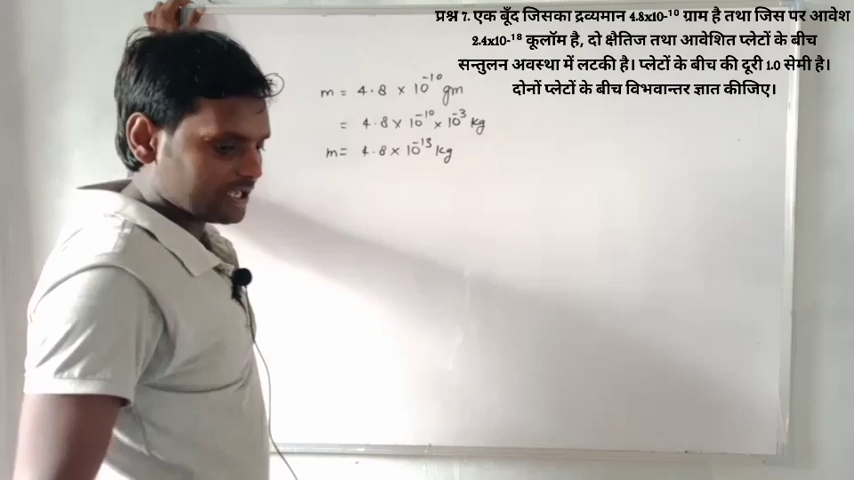 प्रश्न 7. एक बूँद जिसका द्रव्यमान 4.8x10-¹⁰ ग्राम है तथा जिस पर आवेश
2.4x10-¹⁸ कूलॉम है, दो क्षैतिज तथा आवेशित प्लेटों के बीच
सन्तुलन अवस्था में लटकी है। प्लेटों के बीच की दूरी 1.0 सेमी है।
दोनों प्लेटों के बीच विभवान्तर ज्ञात कीजिए।
m = 4.8 × 10⁻¹⁰ gm
= 4.8 × 10⁻¹⁰ × 10⁻³ kg
m = 4.8 × 10⁻¹³ kg